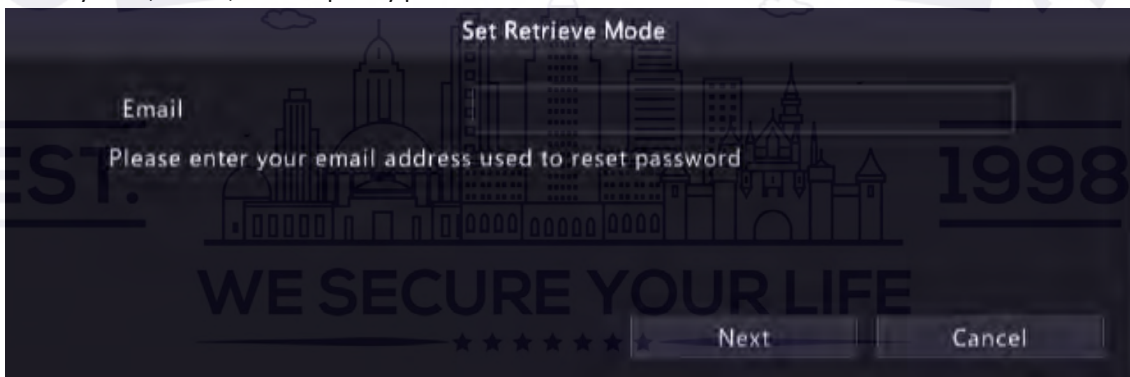 Set Retrieve Mode
Email
Please enter your email address used to reset password
EST. 1998
WE SECURE YOUR LIFE
Next Cancel